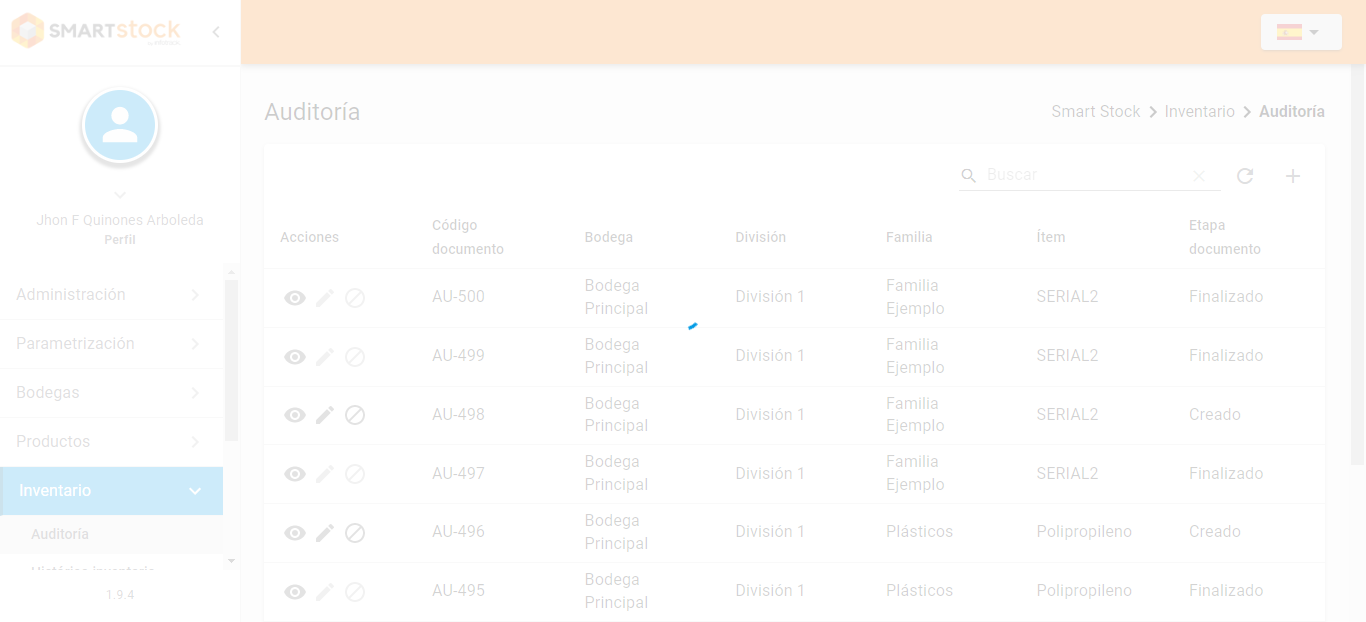 SMARTstock
Auditoría
Smart Stock
Inventario
Auditoría
Buscar
Jhon F Quinones Arboleda
Perfil
Administración
Parametrización
Bodegas
Productos
Inventario
Auditoría
Histórico inventario
1.9.4
Acciones
Código
documento
Bodega
División
Familia
Ítem
Etapa
documento
AU-500
Bodega
Principal
División 1
Familia
Ejemplo
SERIAL2
Finalizado
AU-499
Bodega
Principal
División 1
Familia
Ejemplo
SERIAL2
Finalizado
AU-498
Bodega
Principal
División 1
Familia
Ejemplo
SERIAL2
Creado
AU-497
Bodega
Principal
División 1
Familia
Ejemplo
SERIAL2
Finalizado
AU-496
Bodega
Principal
División 1
Plásticos
Polipropileno
Creado
AU-495
Bodega
Principal
División 1
Plásticos
Polipropileno
Finalizado